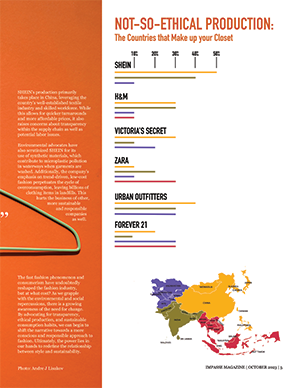 NOT-SO-ETHICAL PRODUCTION:
The Countries that Make up your Closet
10% 20% 30% 40% 50%
SHEIN
H&M
VICTORIA'S SECRET
ZARA
URBAN OUTFITTERS
FOREVER 21
SHEIN's production primarily
takes place in China, leveraging the
country's well-established textile
industry and skilled workforce. While
this allows for quicker turnarounds
and more affordable prices, it also
raises concerns about transparency
within the supply chain as well as
potential labor issues.
Environmental advocates have
also scrutinized SHEIN for its
use of synthetic materials, which
contribute to microplastic pollution
in waterways when garments are
washed. Additionally, the company's
emphasis on trend-driven, low-cost
fashion perpetuates the cycle of
overconsumption, leaving billions of
clothing items in landfills. This
hurts the business of other,
more sustainable
and responsible
companies
as well.
”
The fast fashion phenomenon and
consumerism have undoubtedly
reshaped the fashion industry,
but at what cost? As we grapple
with the environmental and social
repercussions, there is a growing
awareness of the need for change.
By advocating for transparency,
ethical production, and sustainable
consumption habits, we can begin to
shift the narrative towards a more
conscious and responsible approach to
fashion. Ultimately, the power lies in
our hands to redefine the relationship
between style and sustainability.
CHINA
INDIA
Photo:
MAGAZINE | OCTOBER 2023 | 5